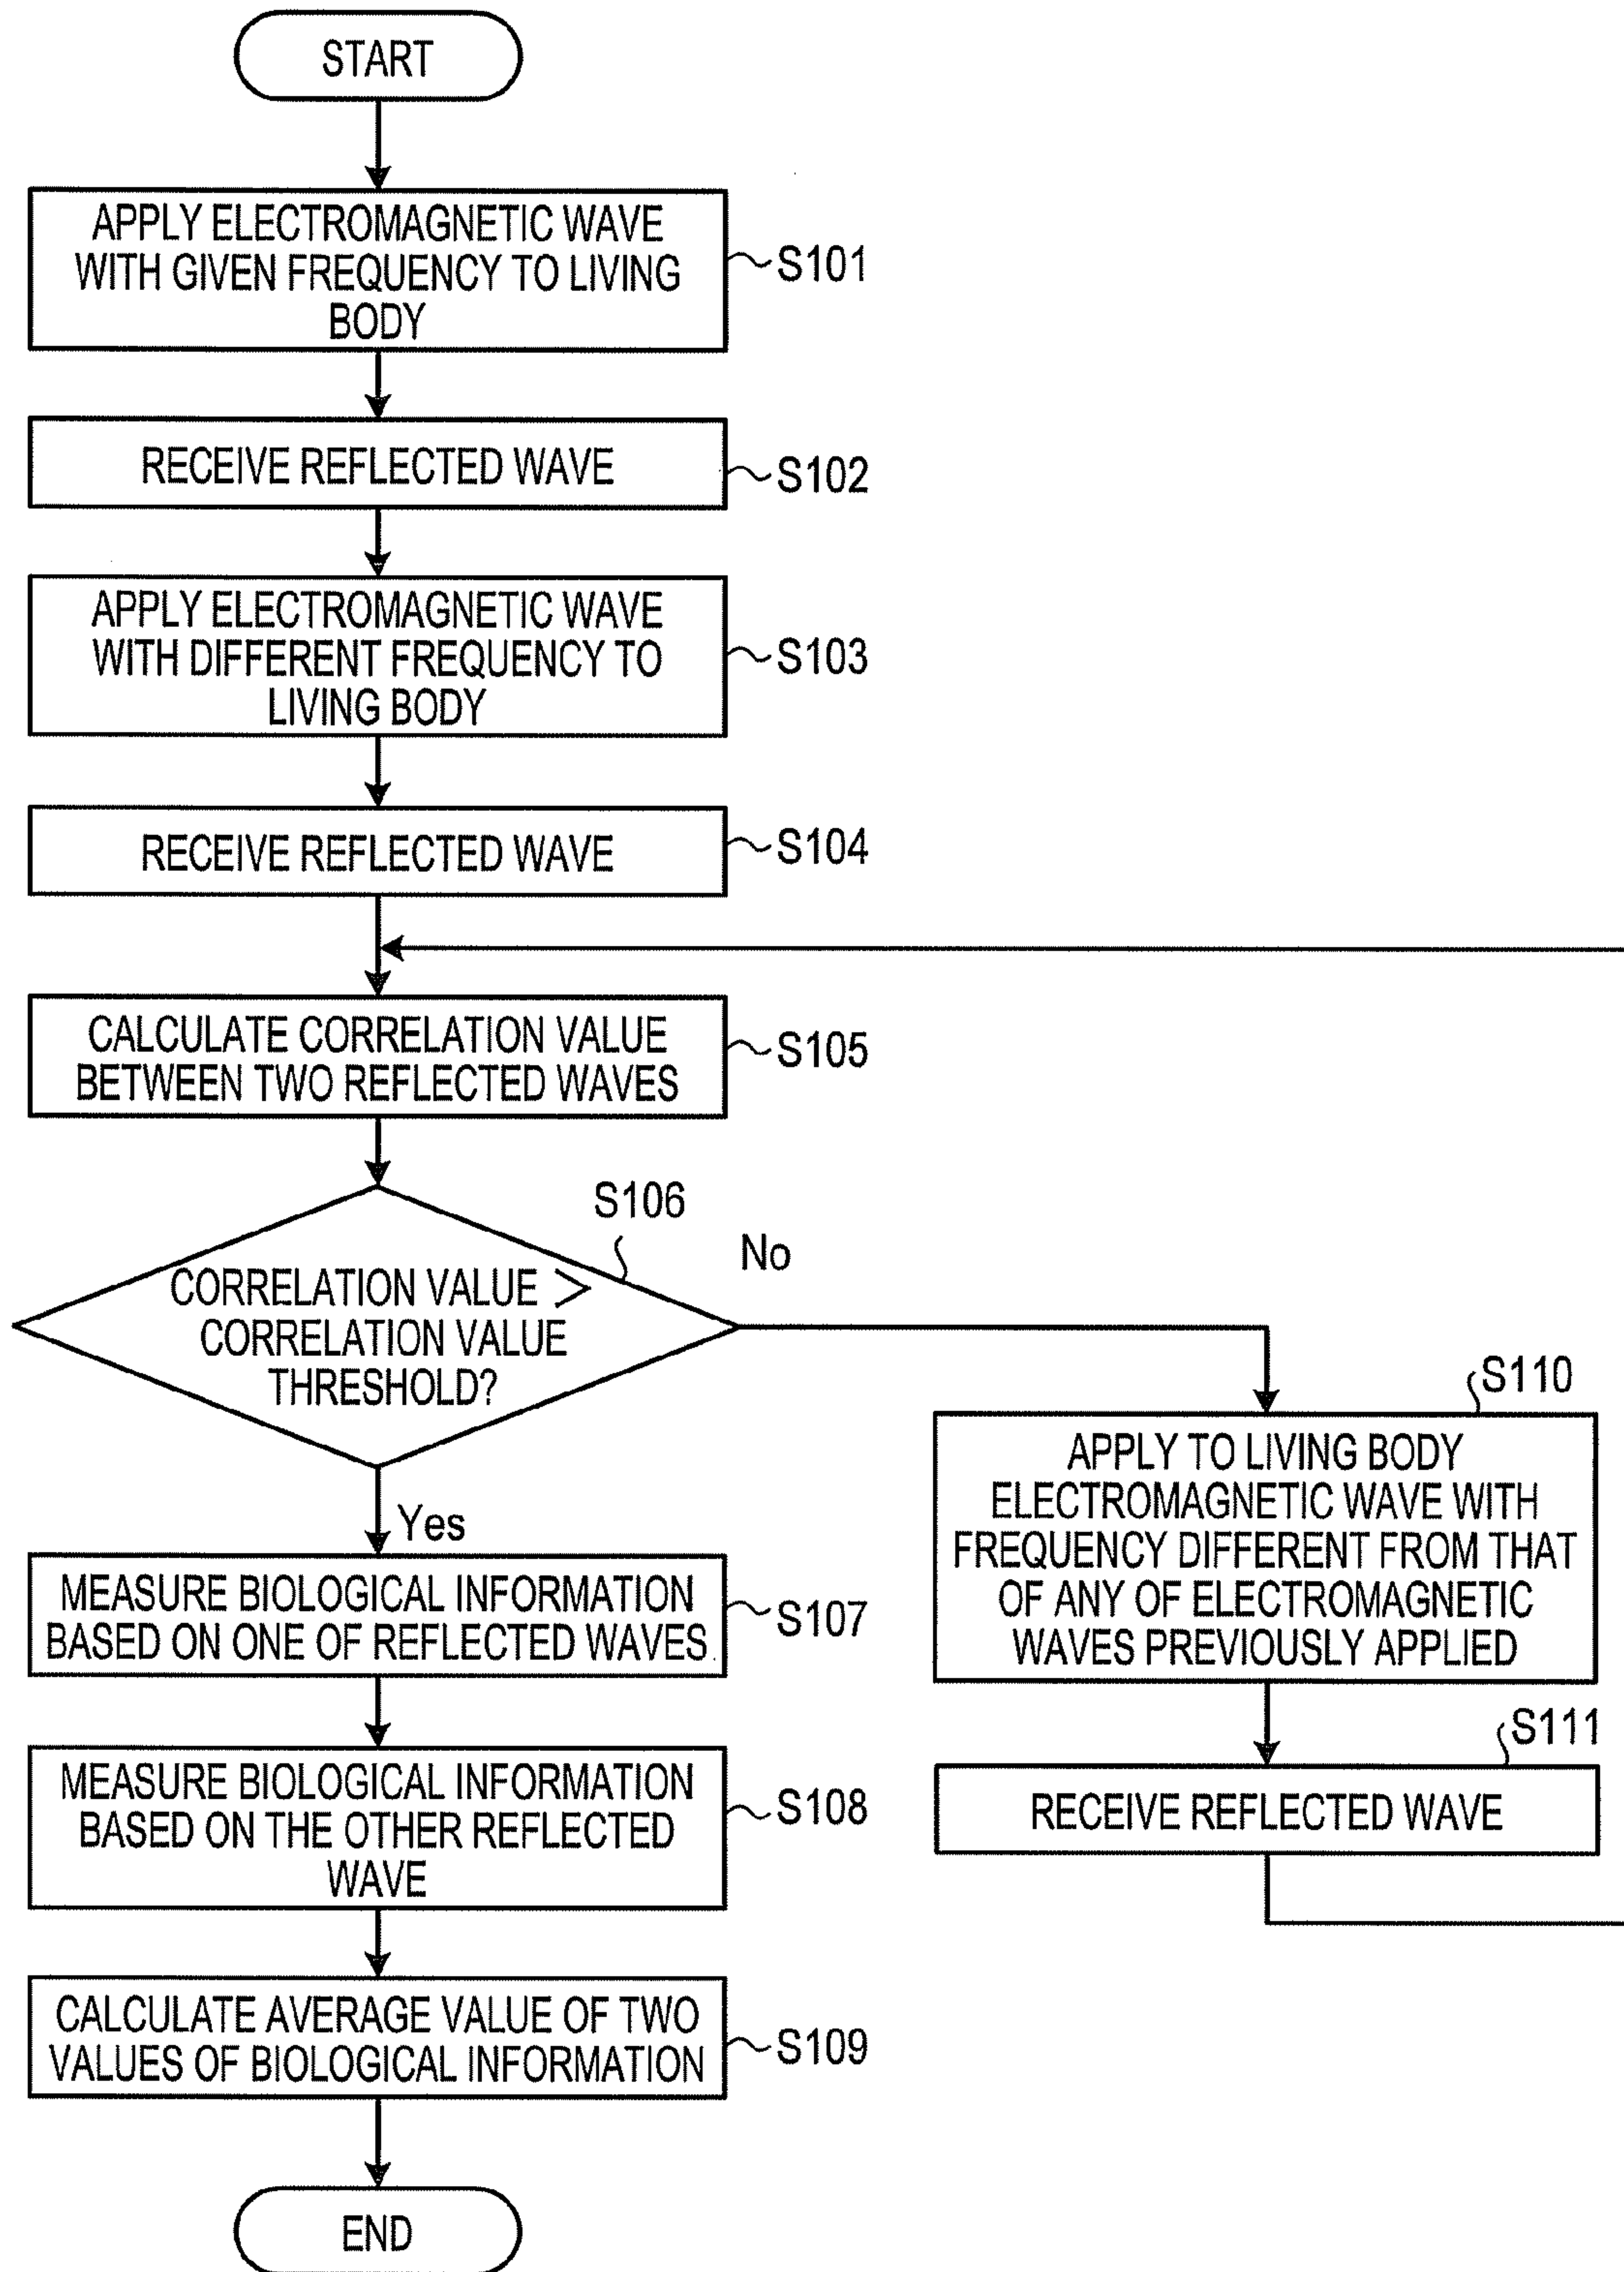 START
APPLY ELECTROMAGNETIC WAVE
WITH GIVEN FREQUENCY TO LIVING
BODY
S101
RECEIVE REFLECTED WAVE
S102
APPLY ELECTROMAGNETIC WAVE
WITH DIFFERENT FREQUENCY TO
LIVING BODY
S103
RECEIVE REFLECTED WAVE
S104
CALCULATE CORRELATION VALUE
BETWEEN TWO REFLECTED WAVES
S105
S106
CORRELATION VALUE >
CORRELATION VALUE
THRESHOLD?
No
Yes
MEASURE BIOLOGICAL INFORMATION
BASED ON ONE OF REFLECTED WAVES
S107
MEASURE BIOLOGICAL INFORMATION
BASED ON THE OTHER REFLECTED
WAVE
S108
CALCULATE AVERAGE VALUE OF TWO
VALUES OF BIOLOGICAL INFORMATION
S109
END
S110
APPLY TO LIVING BODY
ELECTROMAGNETIC WAVE WITH
FREQUENCY DIFFERENT FROM THAT
OF ANY OF ELECTROMAGNETIC
WAVES PREVIOUSLY APPLIED
S111
RECEIVE REFLECTED WAVE